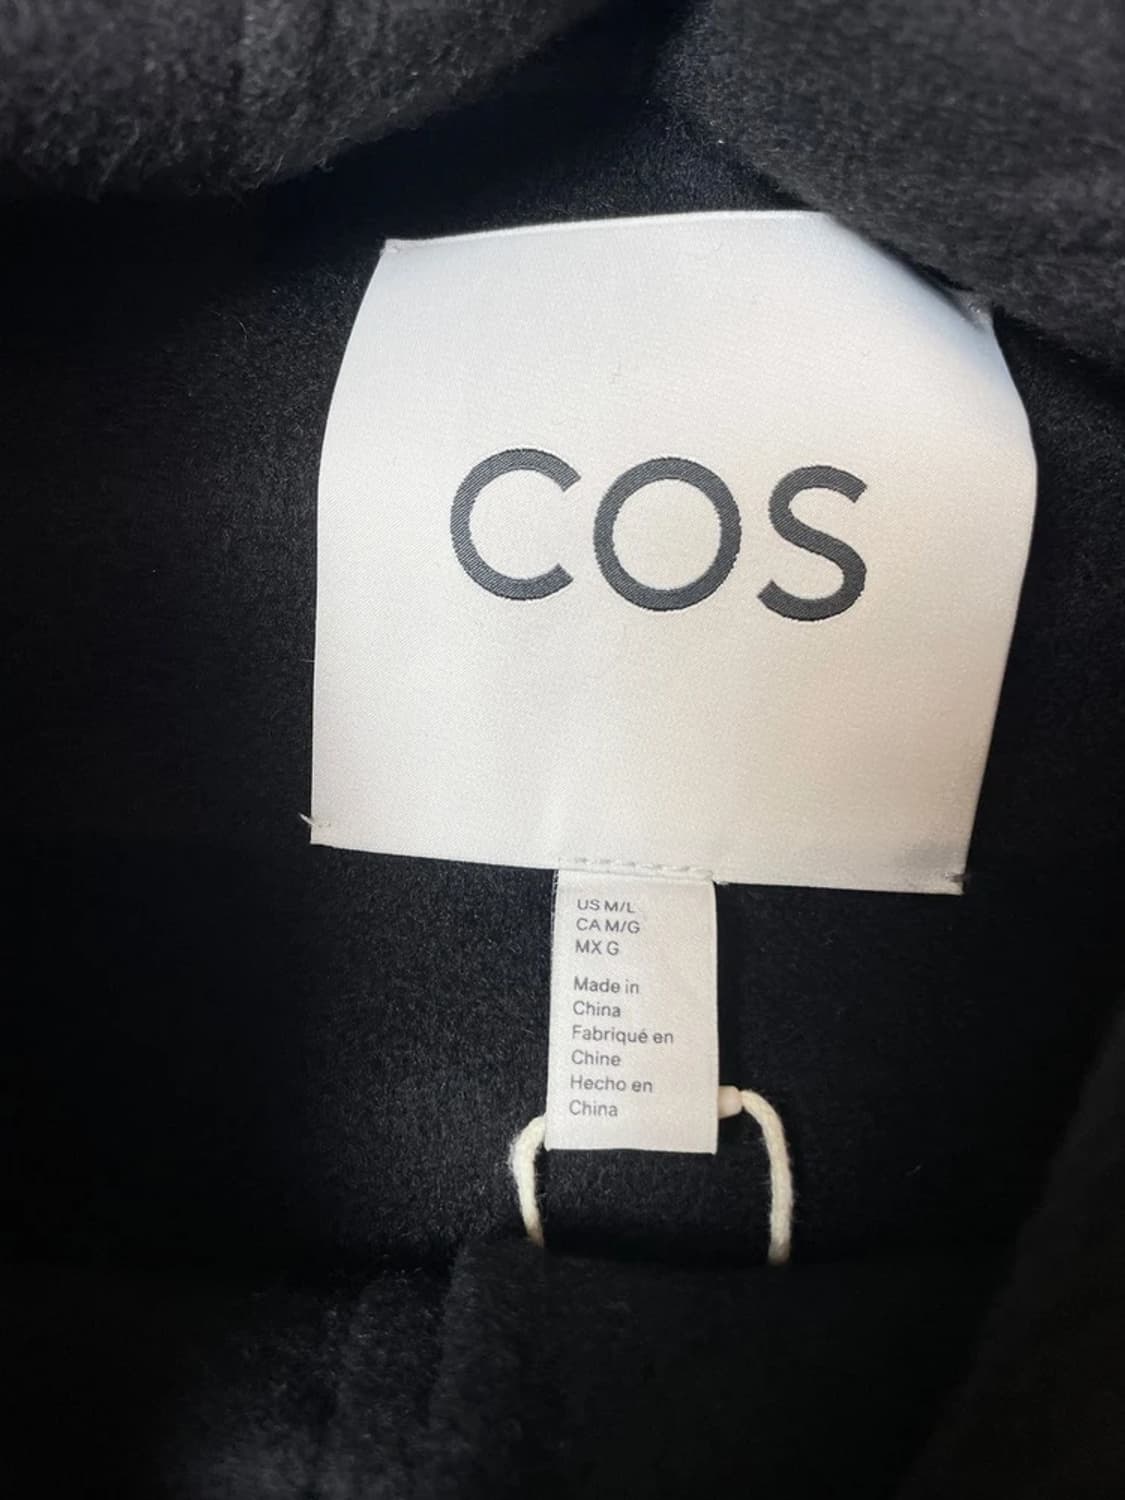 COS
US M/L
CA M/G
MX G
Made in
China
Fabriqué en
Chine
Hecho en
China